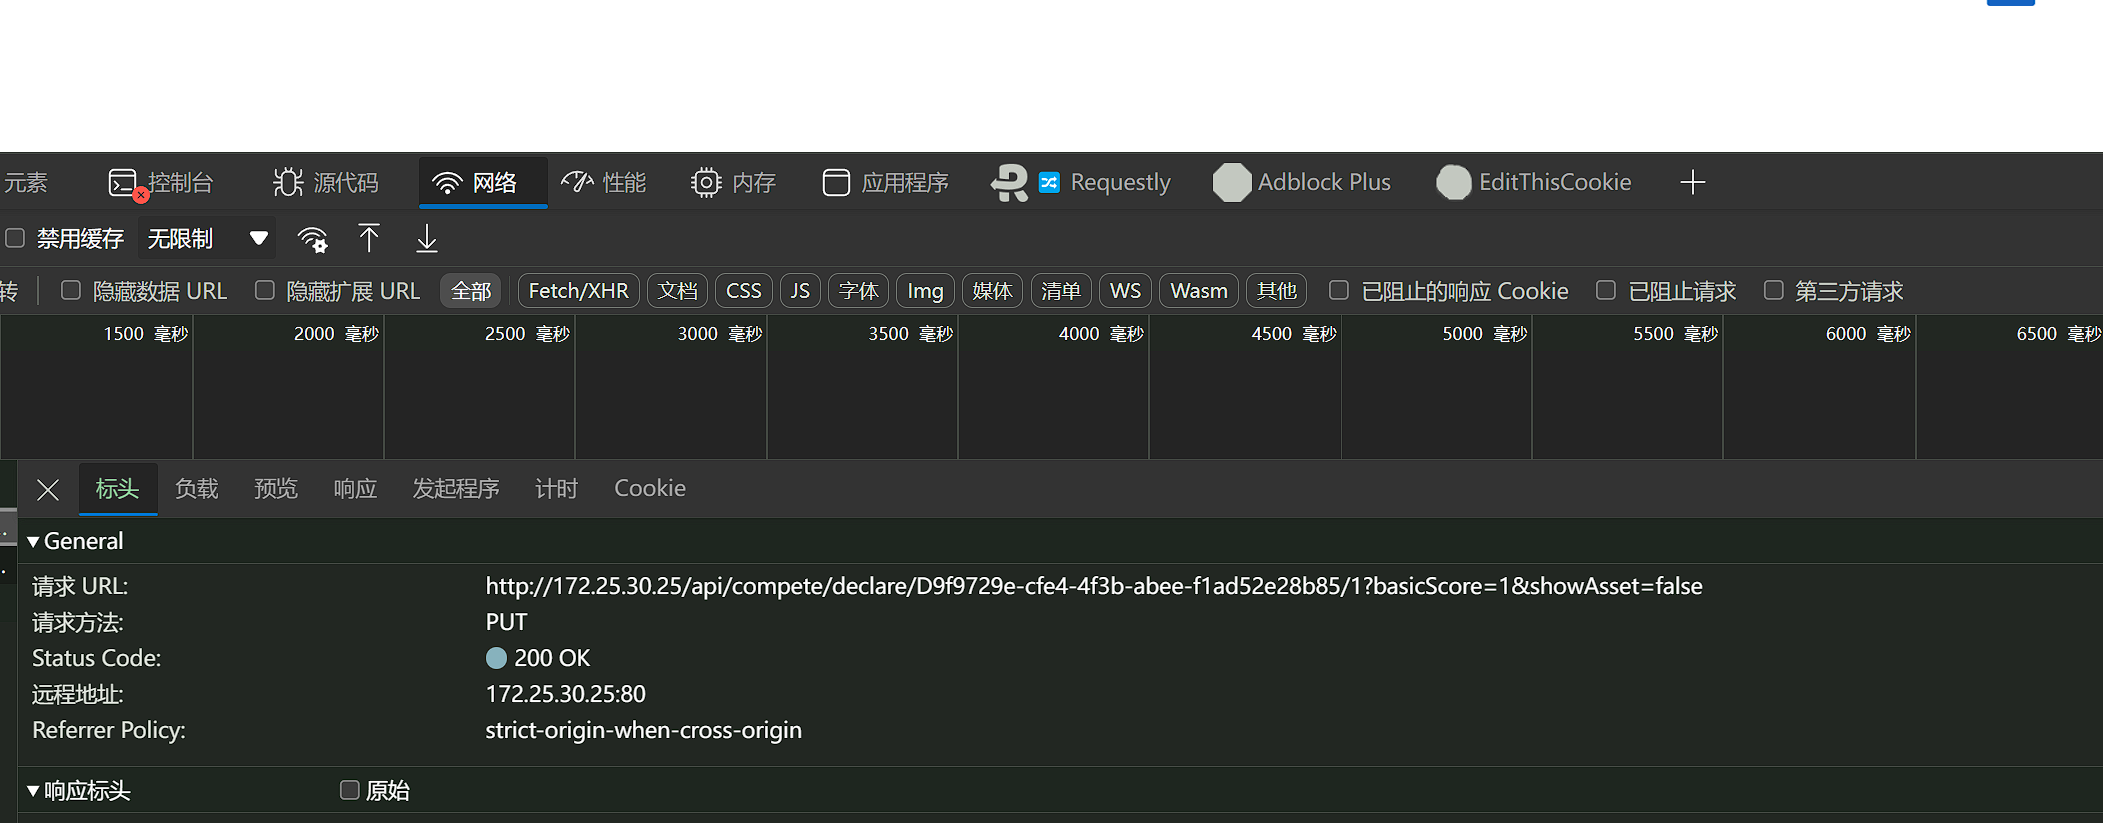 元素 控制台 源代码 网络 性能 内存 应用程序 Requestly Adblock Plus EditThisCookie
禁用缓存 无限制
转 隐藏数据 URL 隐藏扩展 URL 全部 Fetch/XHR 文档 CSS JS 字体 Img 媒体 清单 WS Wasm 其他 已阻止的响应 Cookie 已阻止请求 第三方请求
1500 毫秒 2000 毫秒 2500 毫秒 3000 毫秒 3500 毫秒 4000 毫秒 4500 毫秒 5000 毫秒 5500 毫秒 6000 毫秒 6500 毫秒
标头 负载 预览 响应 发起程序 计时 Cookie
General
请求 URL: http://172.25.30.25/api/compete/declare/D9f9729e-cfe4-4f3b-abee-f1ad52e28b85/1?basicScore=1&showAsset=false
请求方法: PUT
Status Code: 200 OK
远程地址: 172.25.30.25:80
Referrer Policy: strict-origin-when-cross-origin
响应标头 原始